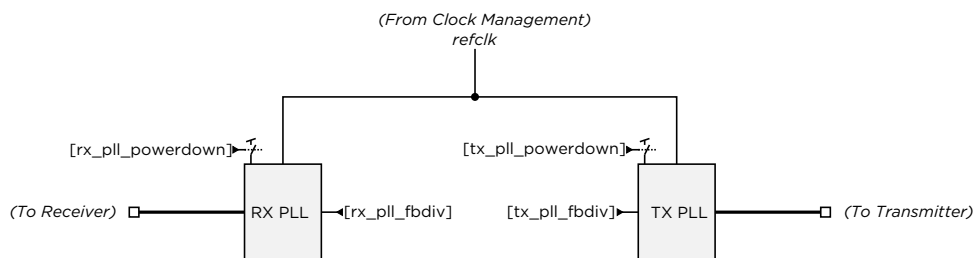 (From Clock Management)
refclk
[rx_pll_powerdown]
[tx_pll_powerdown]
(To Receiver)
RX PLL
[rx_pll_fbdiv]
[tx_pll_fbdiv]
TX PLL
(To Transmitter)